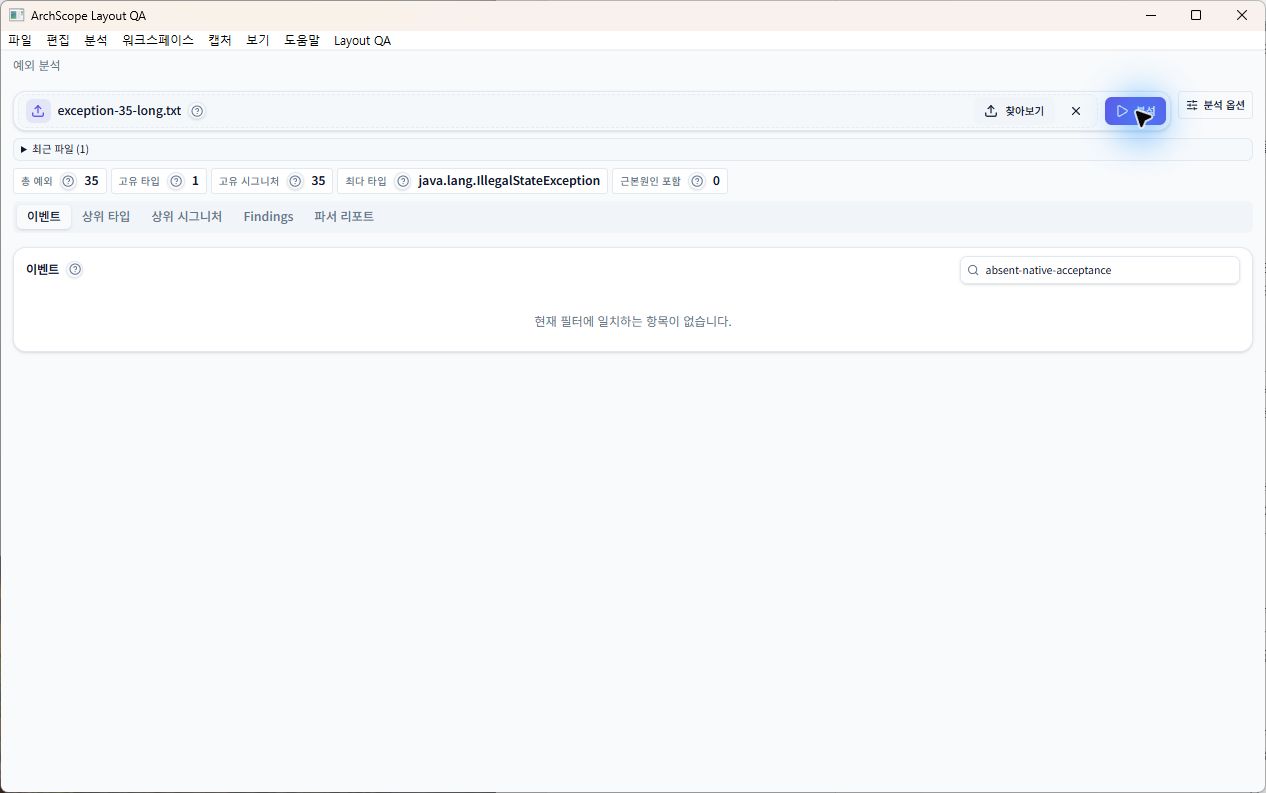 ArchScope Layout QA
파일 편집 분석 워크스페이스 캡처 보기 도움말 Layout QA
예외 분석
exception-35-long.txt 찾아보기 분석 옵션
최근 파일 (1)
총 예외 35 고유 타입 1 고유 시그니처 35 최다 타입 java.lang.IllegalStateException 근본원인 포함 0
이벤트 상위 타입 상위 시그니처 Findings 파서 리포트
이벤트 absent-native-acceptance
현재 필터에 일치하는 항목이 없습니다.